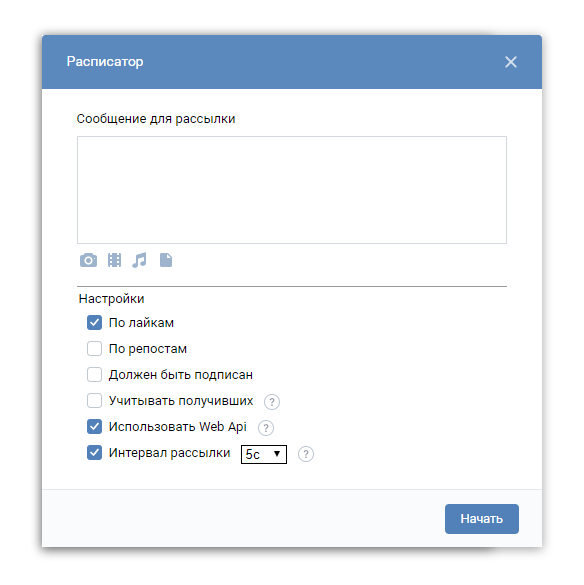 Расписатор
Сообщение для рассылки
Настройки
По лайкам
По репостам
Должен быть подписан
Учитывать получивших ?
Использовать Web Api ?
Интервал рассылки 5с ?
Начать